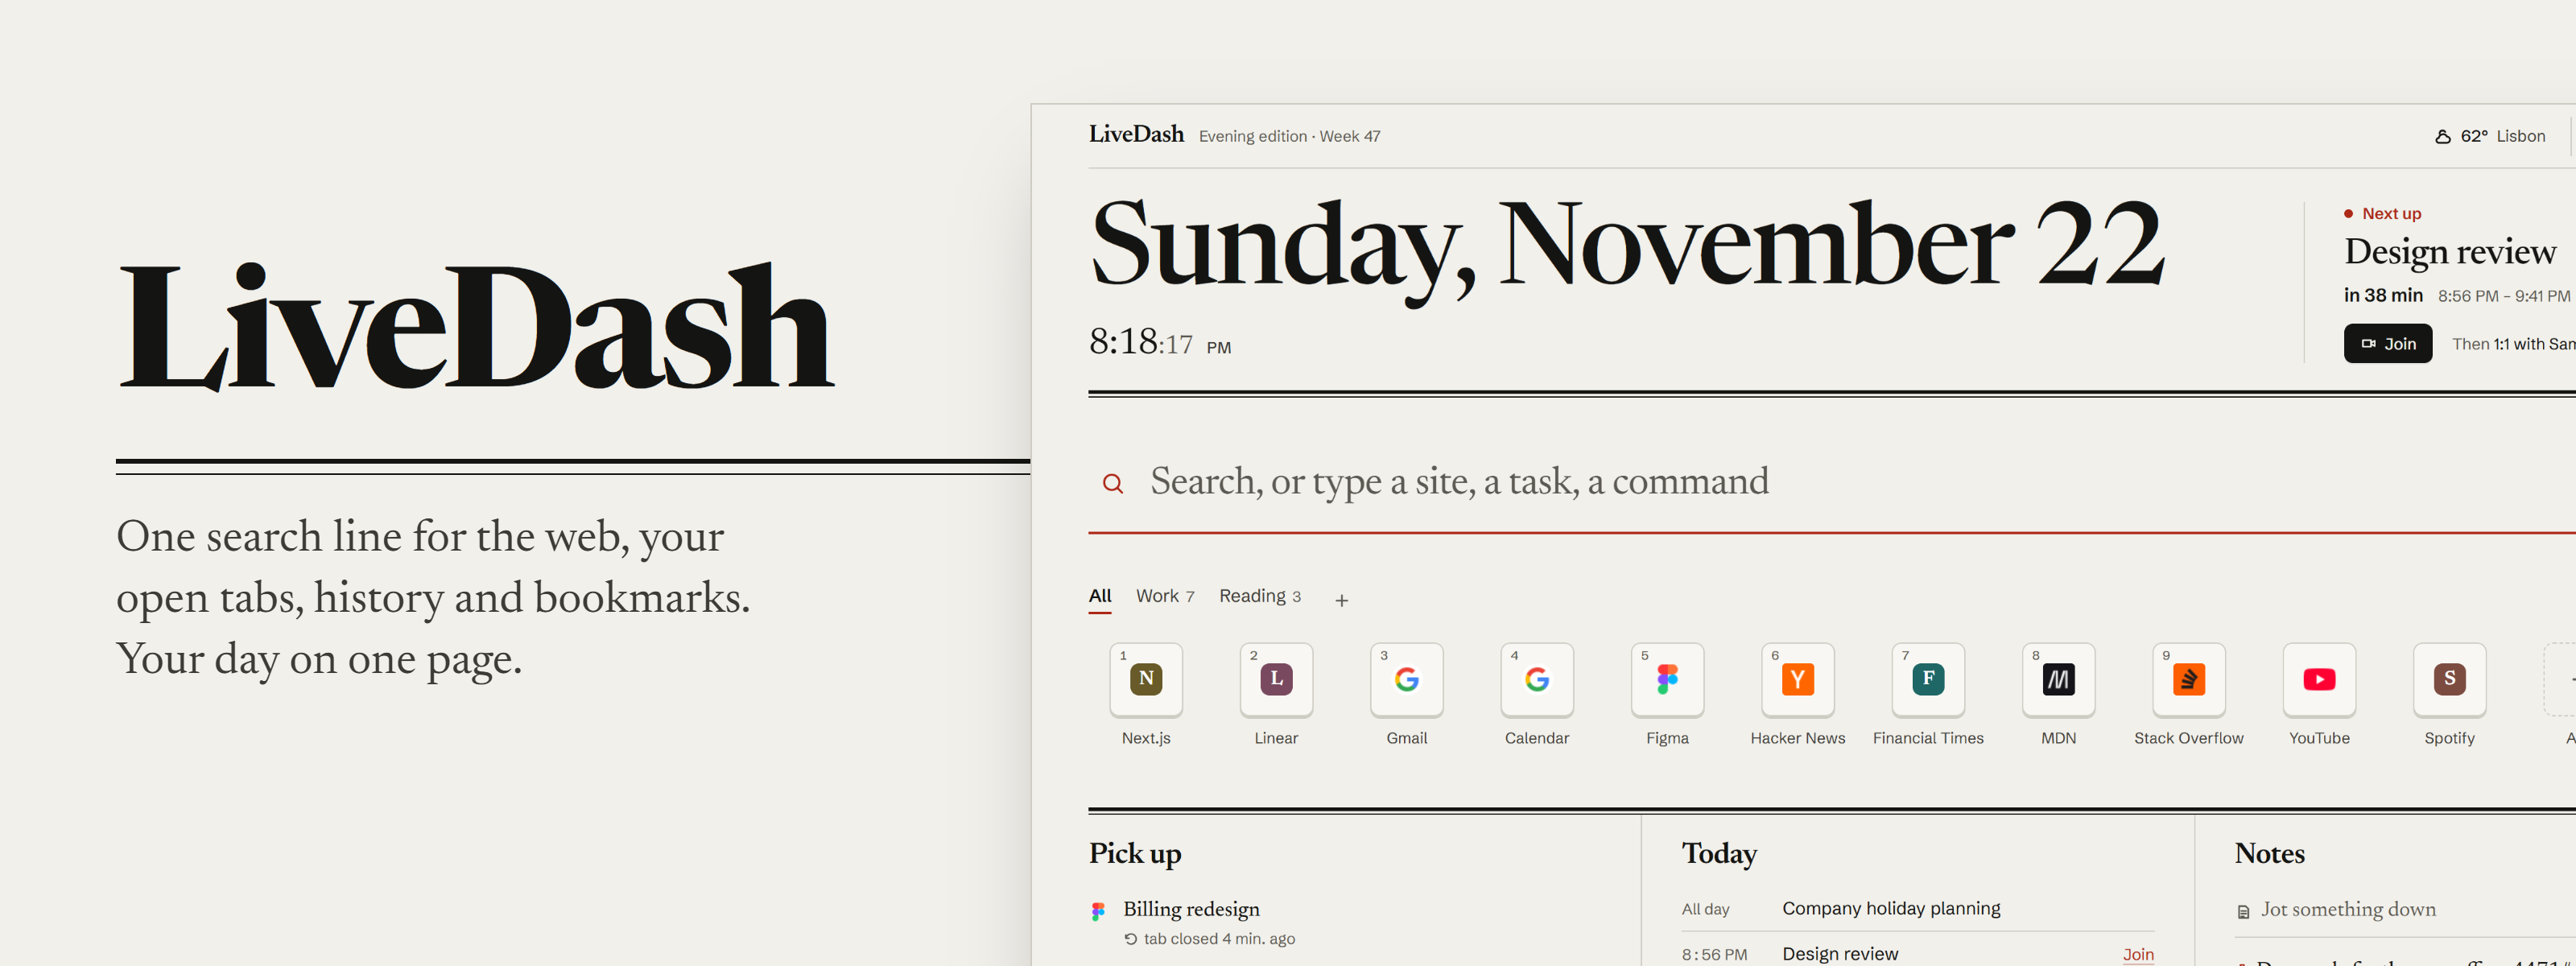 LiveDash
One search line for the web, your
open tabs, history and bookmarks.
Your day on one page.
LiveDash Evening edition · Week 47
62° Lisbon
Sunday, November 22
8:18:17 PM
Next up
Design review
in 38 min 8:56 PM – 9:41 PM
Join Then 1:1 with
Search, or type a site, a task, a command
All Work 7 Reading 3 +
1 2 3 4 5 6 7 8 9
N L G G Y F M S
Next.js Linear Gmail Calendar Figma Hacker News Financial Times MDN Stack Overflow YouTube Spotify
Pick up
Billing redesign
tab closed 4 min. ago
Today
All day Company holiday planning
8:56 PM Design review Join
Notes
Jot something down